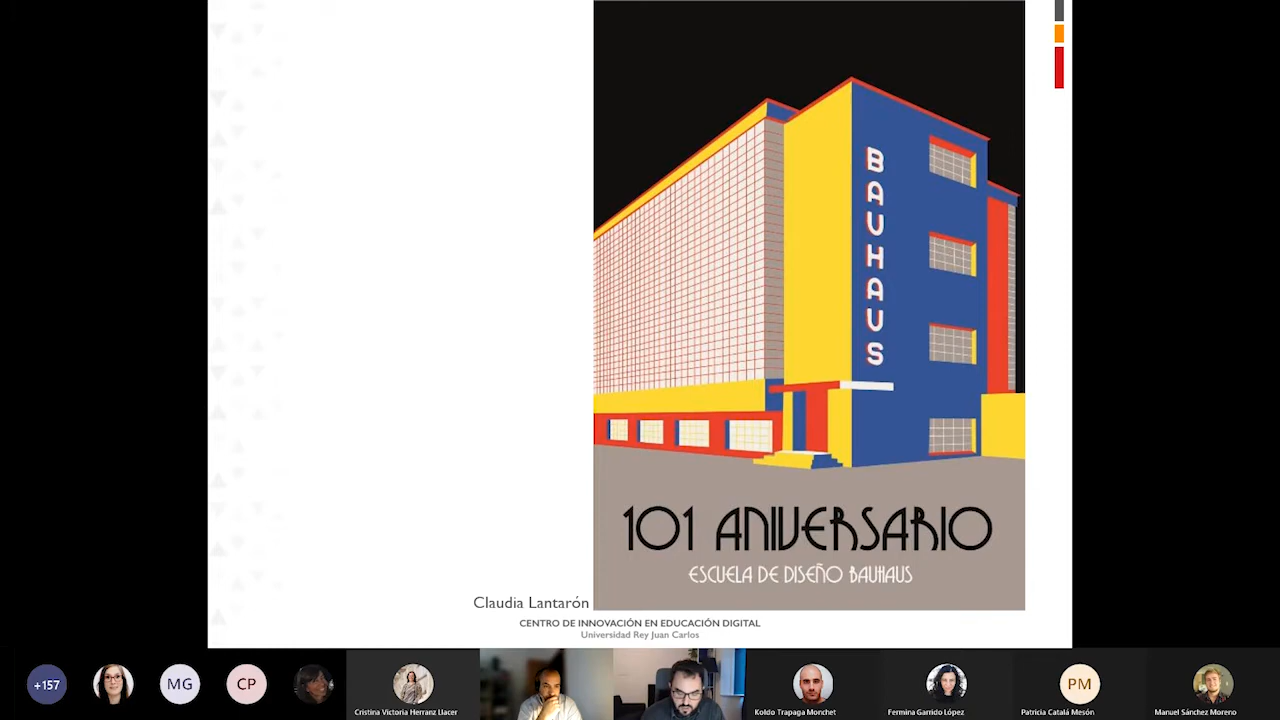 BAUHAUS
101 ANIVERSARIO
ESCUELA DE DISEÑO BAUHAUS
Claudia Lantarón
CENTRO DE INNOVACIÓN EN EDUCACIÓN DIGITAL
Universidad Rey Juan Carlos
+157
MG
CP
PM
Cristina Victoria Herranz Llacer
Koldo Trapaga Monchet
Fermina Garrido López
Patricia Catalá Mesón
Manuel Sánchez Moreno